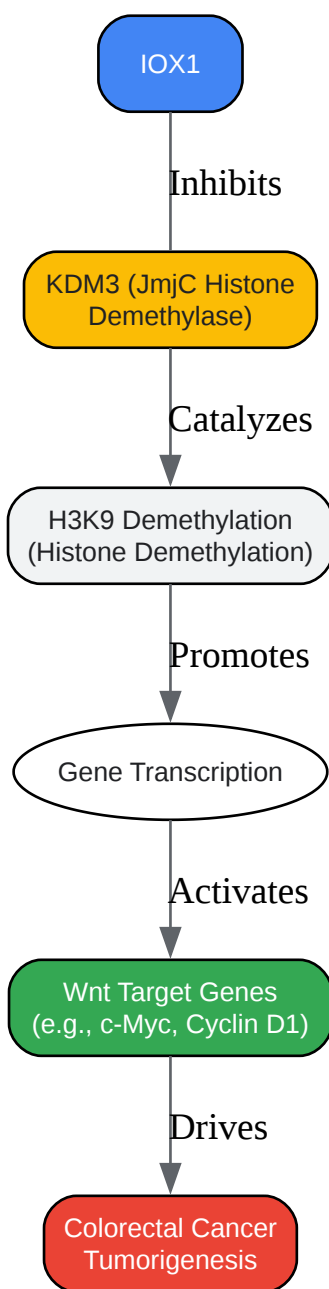 IOX1
Inhibits
KDM3 (JmjC Histone
Demethylase)
Catalyzes
H3K9 Demethylation
(Histone Demethylation)
Promotes
Gene Transcription
Activates
Wnt Target Genes
(e.g., c-Myc, Cyclin D1)
Drives
Colorectal Cancer
Tumorigenesis